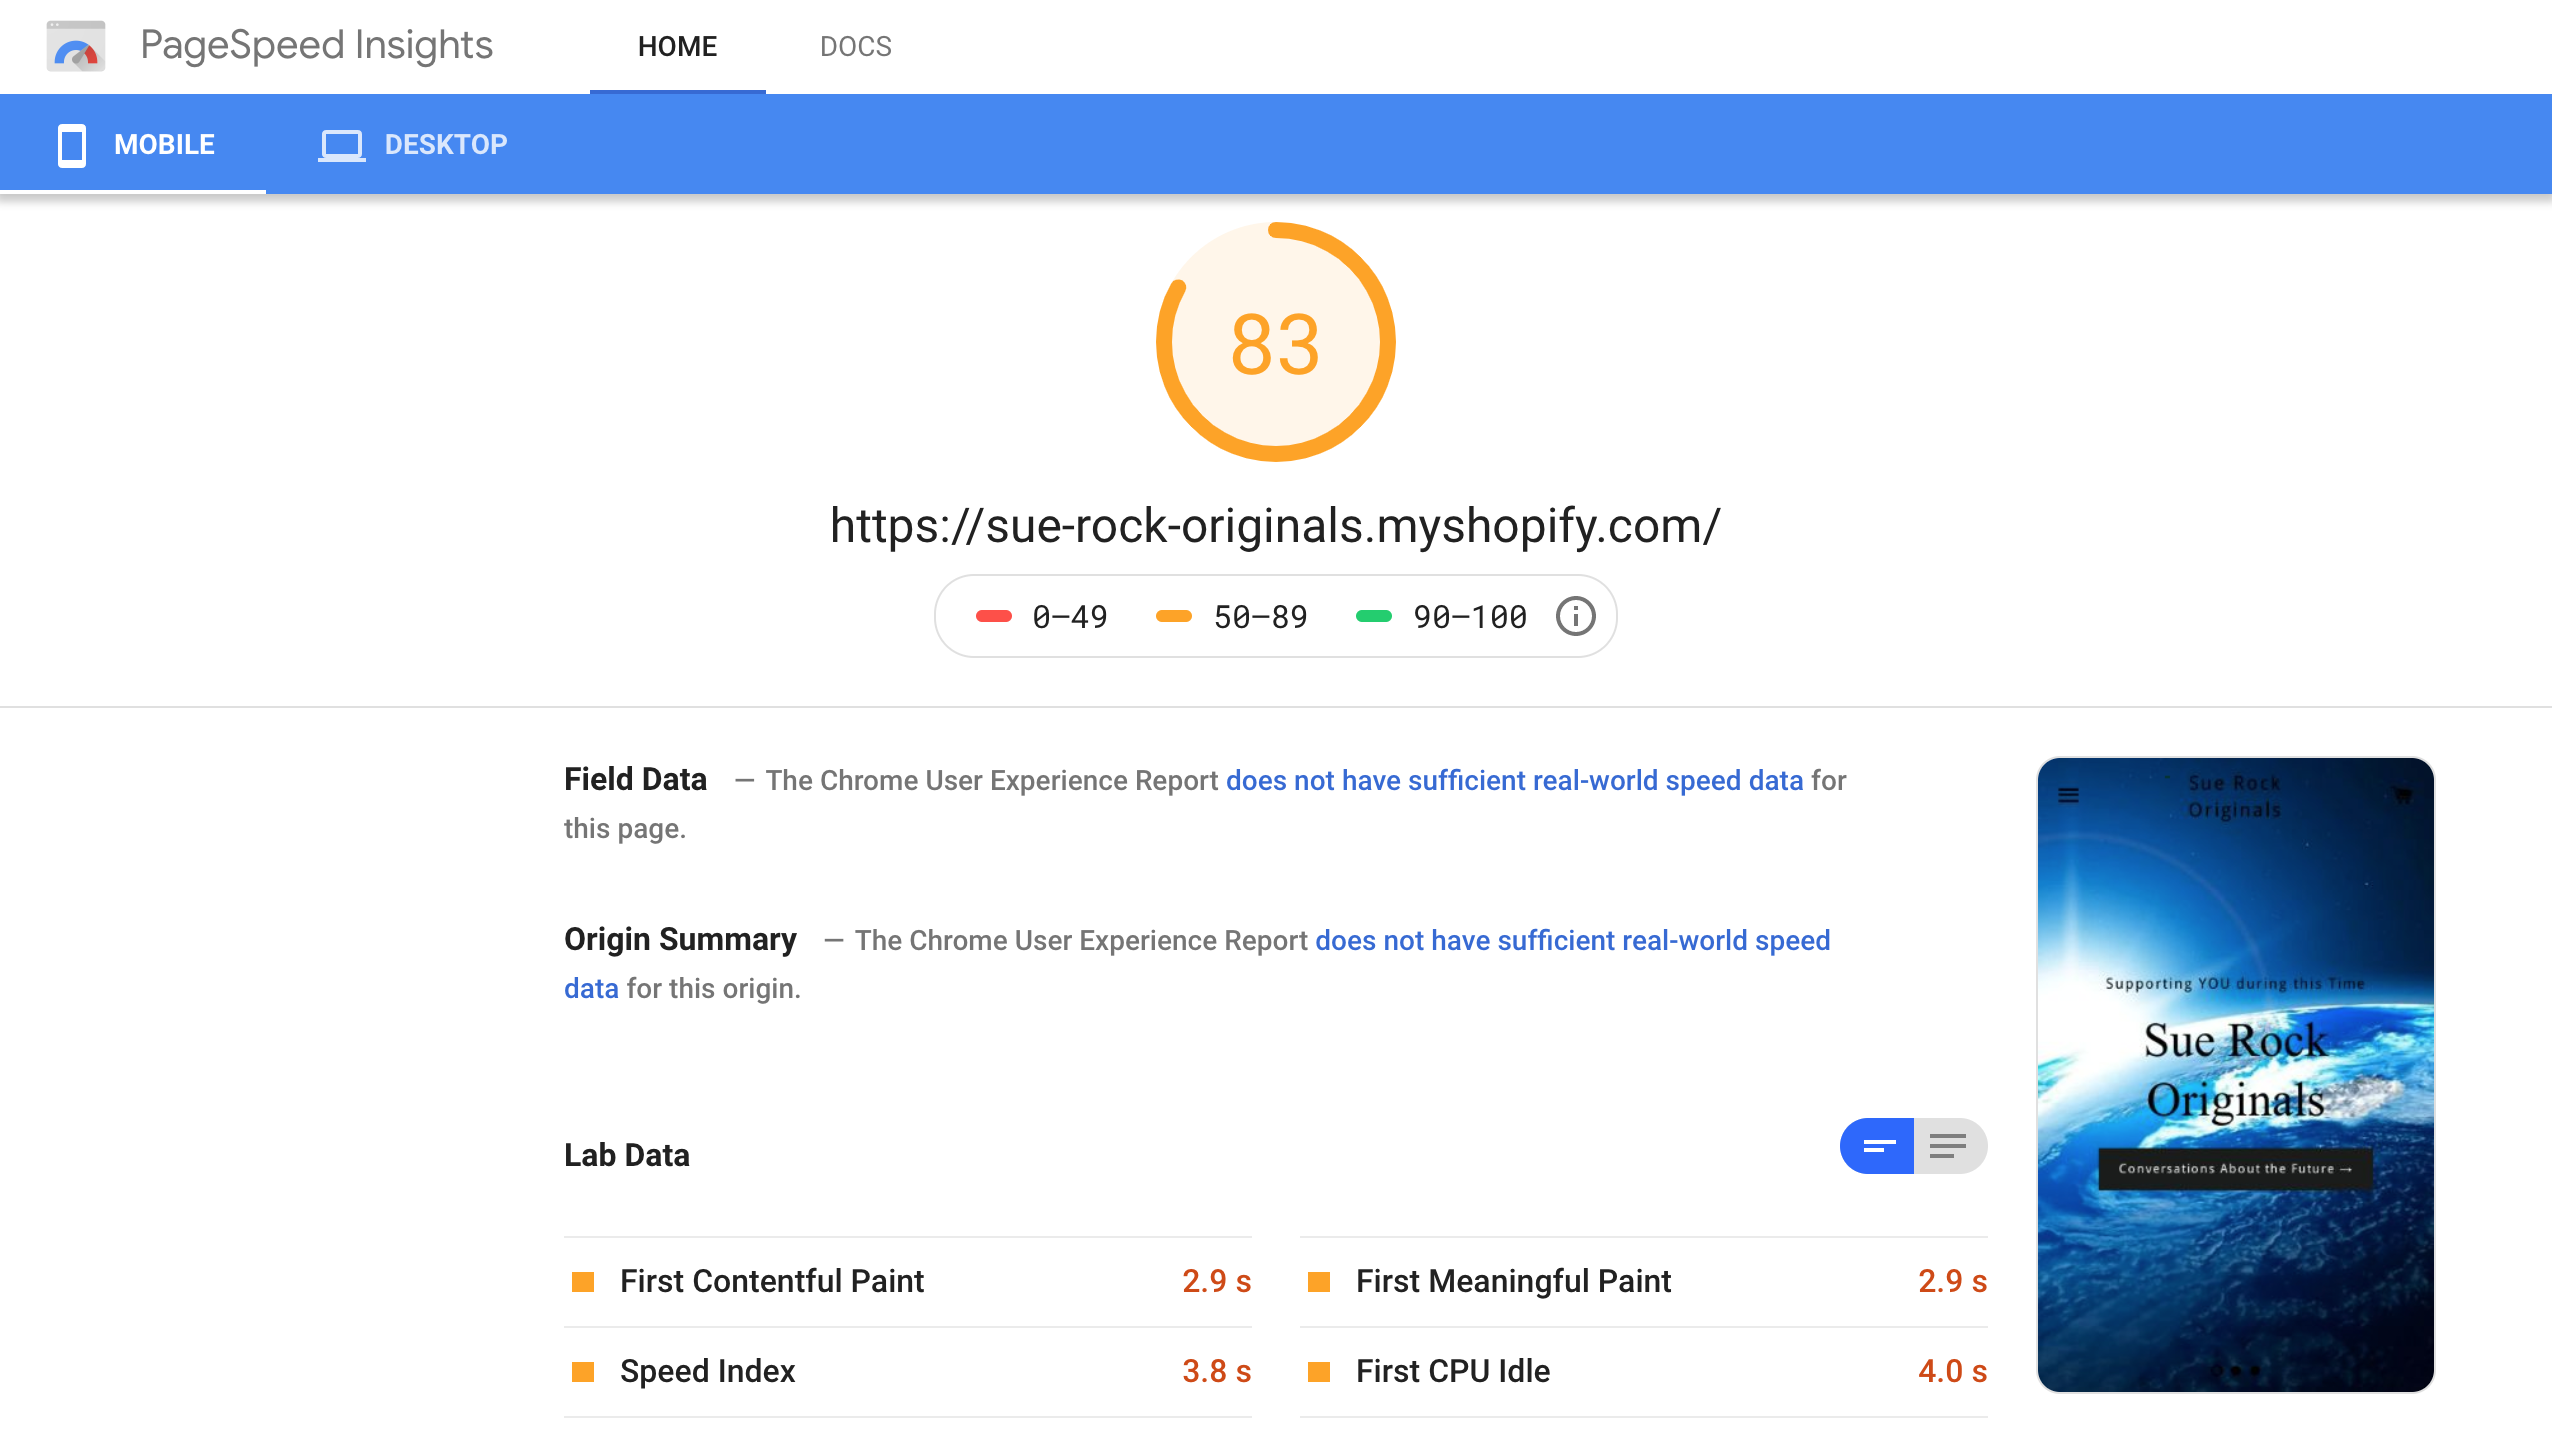 PageSpeed Insights
HOME
DOCS
MOBILE
DESKTOP
83
https://sue-rock-originals.myshopify.com/
0–49
50–89
90–100
Field Data — The Chrome User Experience Report does not have sufficient real-world speed data for
this page.
Origin Summary — The Chrome User Experience Report does not have sufficient real-world speed
data for this origin.
Lab Data
First Contentful Paint 2.9 s
First Meaningful Paint 2.9 s
Speed Index 3.8 s
First CPU Idle 4.0 s
Sue Rock
Originals
Supporting YOU during this Time
Sue Rock
Originals
Conversations About the Future →